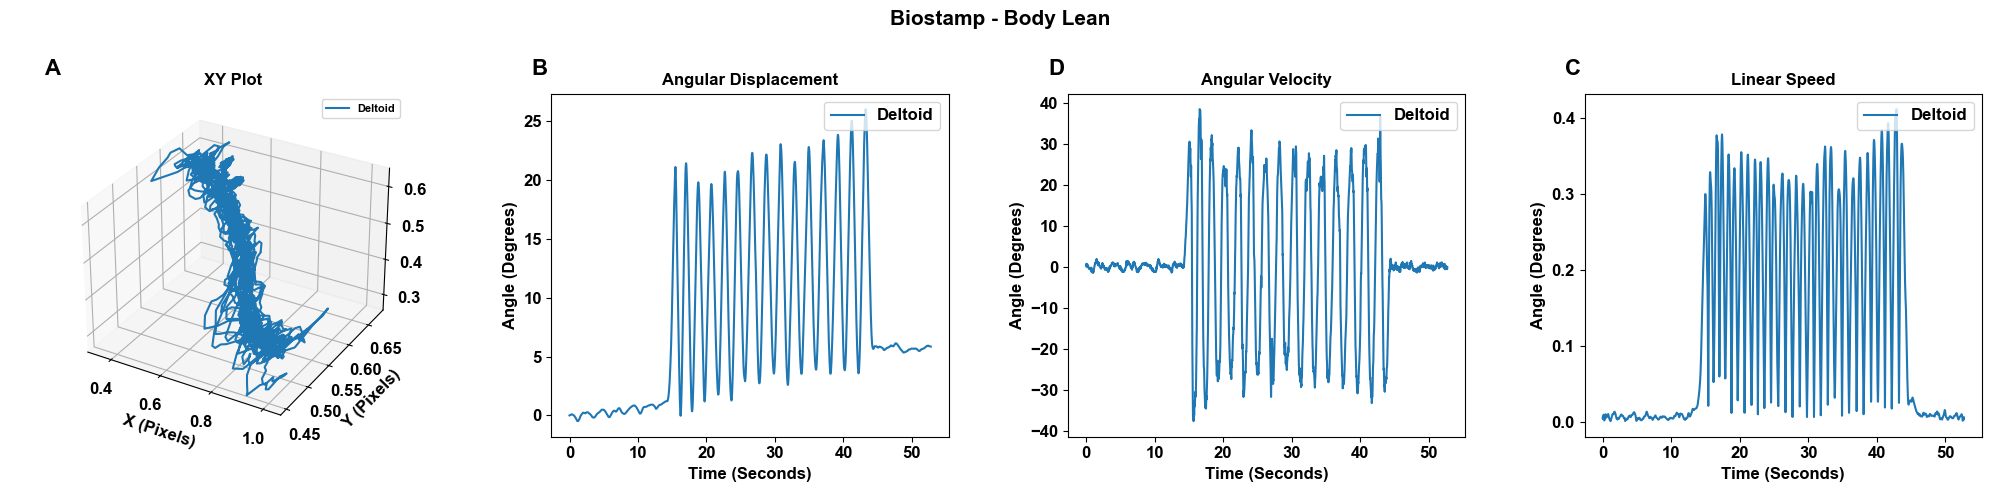 Biostamp - Body Lean
A
XY Plot
Deltoid
0.6
0.5
0.4
0.3
0.4
0.6
0.8
1.0
X (Pixels)
0.45
0.50
0.55
0.60
0.65
Y (Pixels)
B
Angular Displacement
Deltoid
25
20
15
10
5
0
Angle (Degrees)
0 10 20 30 40 50
Time (Seconds)
D
Angular Velocity
Deltoid
40
30
20
10
0
−10
−20
−30
−40
Angle (Degrees)
0 10 20 30 40 50
Time (Seconds)
C
Linear Speed
Deltoid
0.4
0.3
0.2
0.1
0.0
Angle (Degrees)
0 10 20 30 40 50
Time (Seconds)